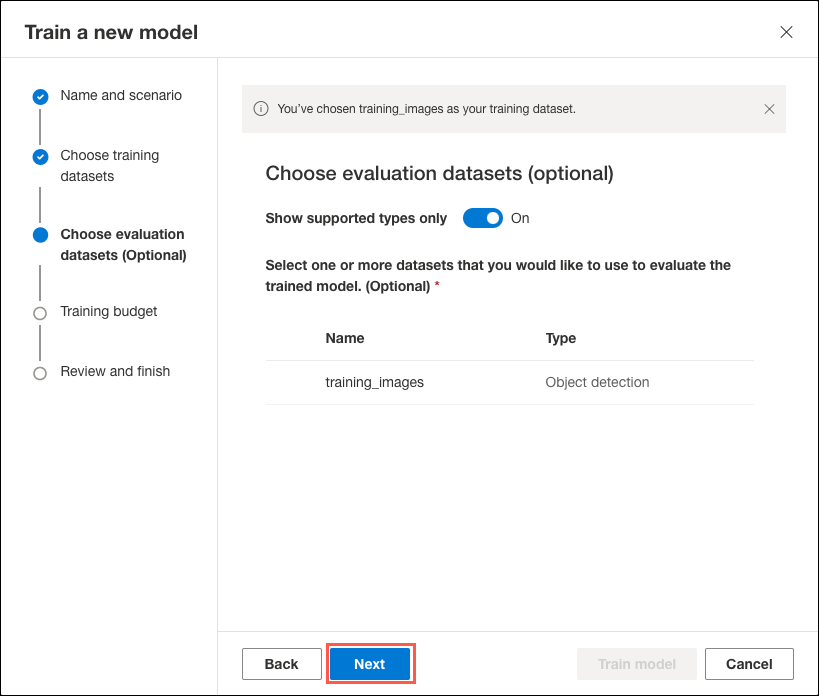 Train a new model
Name and scenario
Choose training
datasets
Choose evaluation
datasets (Optional)
Training budget
Review and finish
You've chosen training_images as your training dataset.
Choose evaluation datasets (optional)
Show supported types only On
Select one or more datasets that you would like to use to evaluate the
trained model. (Optional) *
Name Type
training_images Object detection
Back Next Train model Cancel